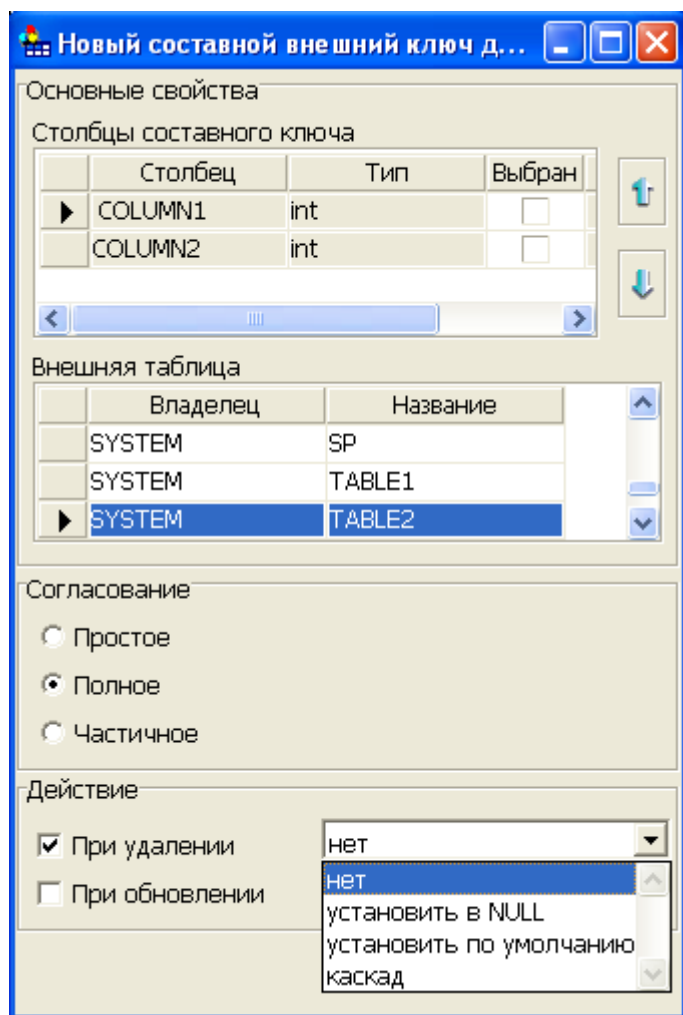 Новый составной внешний ключ д...
Основные свойства
Столбцы составного ключа
Столбец Тип Выбран
COLUMN1 int
COLUMN2 int
Внешняя таблица
Владелец Название
SYSTEM SP
SYSTEM TABLE1
SYSTEM TABLE2
Согласование
Простое
Полное
Частичное
Действие
При удалении нет
нет
При обновлении
установить в NULL
установить по умолчанию
каскад